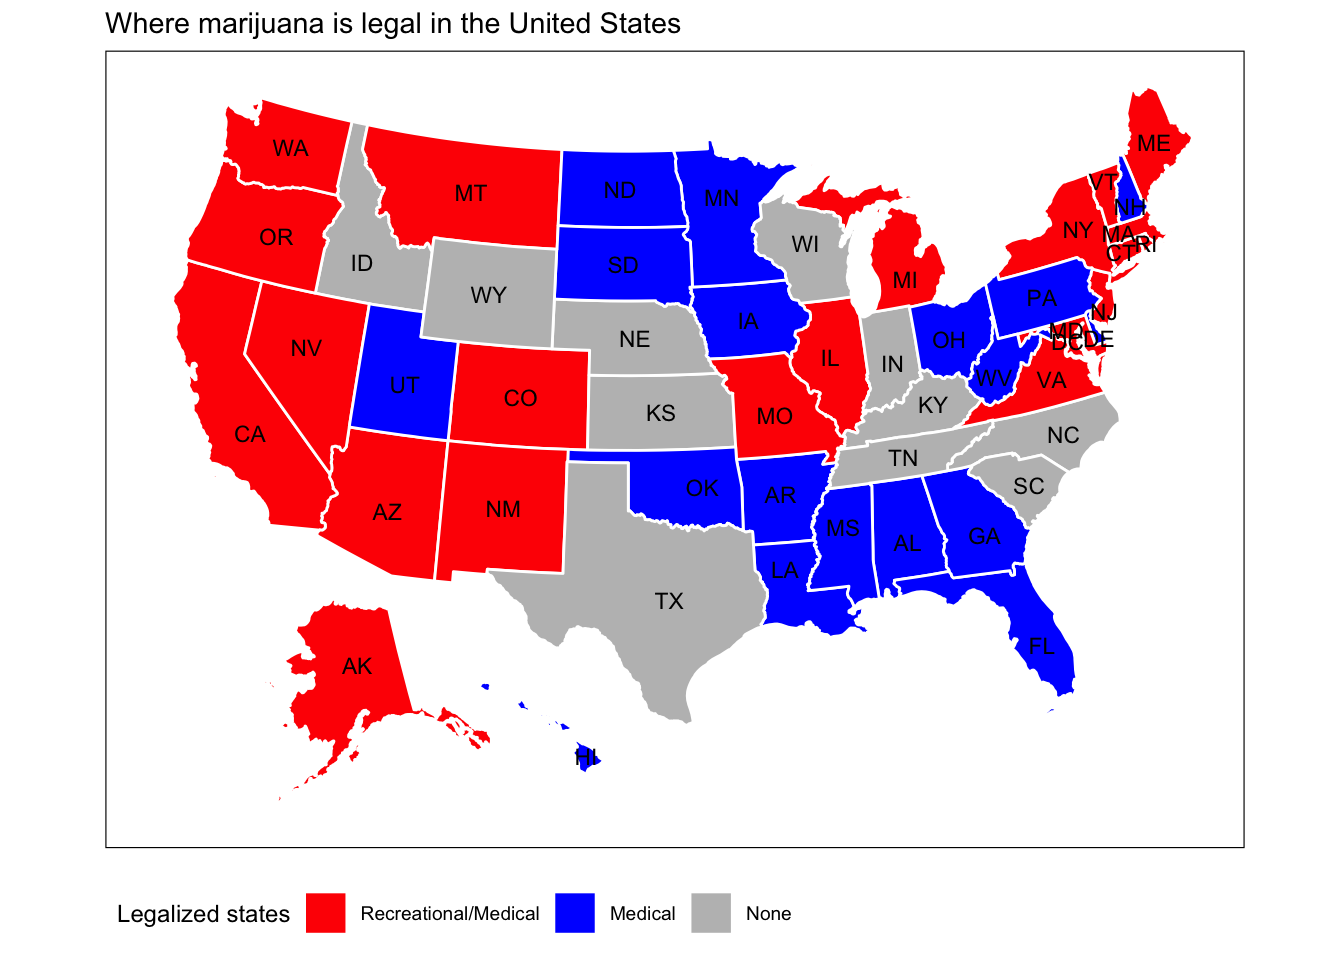 Where marijuana is legal in the United States
ME
WA
VT
MT
ND
MN
NH
NY
MA
OR
WI
RI
CT
ID
SD
MI
WY
PA
NJ
IA
MD
NE
OH
DE
DC
NV
IL
IN
WV
VA
UT
CO
KY
KS
MO
CA
NC
TN
SC
OK
AR
NM
AZ
MS
GA
AL
LA
TX
FL
AK
HI
Legalized states
Recreational/Medical
Medical
None